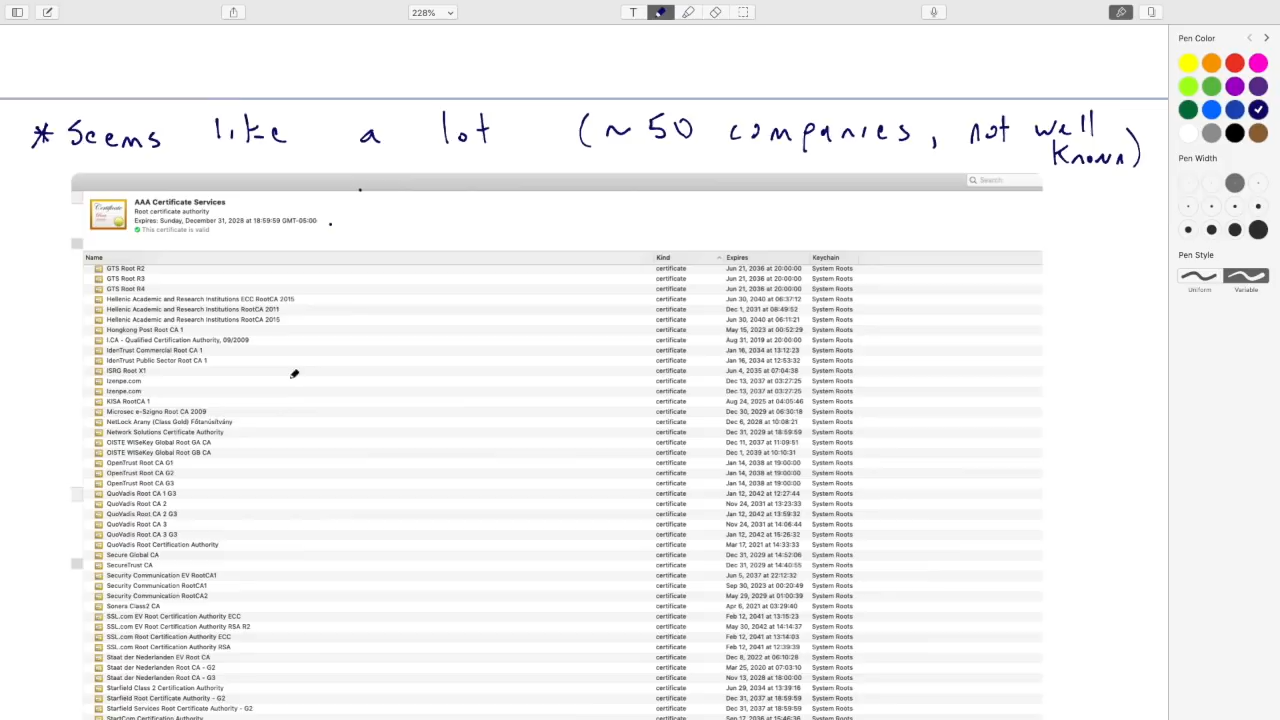 228%
T
Pen Color
* Seems like a lot (~ 50 companies, not well known)
Pen Width
Pen Style
Uniform
Variable
Search
AAA Certificate Services
Root certificate authority
Expires: Sunday, December 31, 2028 at 18:59:59 GMT-05:00
This certificate is valid
Name Kind Expires Keychain
GTS Root R2 certificate Jun 21, 2036 at 20:00:00 System Roots
GTS Root R3 certificate Jun 21, 2036 at 20:00:00 System Roots
GTS Root R4 certificate Jun 21, 2036 at 20:00:00 System Roots
Hellenic Academic and Research Institutions ECC RootCA 2015 certificate Jun 30, 2040 at 06:37:12 System Roots
Hellenic Academic and Research Institutions RootCA 2011 certificate Dec 1, 2031 at 08:49:52 System Roots
Hellenic Academic and Research Institutions RootCA 2015 certificate Jun 30, 2040 at 06:11:21 System Roots
Hongkong Post Root CA 1 certificate May 15, 2023 at 00:52:29 System Roots
I.CA - Qualified Certification Authority, 09/2009 certificate Aug 31, 2019 at 20:00:00 System Roots
IdenTrust Commercial Root CA 1 certificate Jan 16, 2034 at 13:12:23 System Roots
IdenTrust Public Sector Root CA 1 certificate Jan 16, 2034 at 12:53:32 System Roots
ISRG Root X1 certificate Jun 4, 2035 at 07:04:38 System Roots
Izenpe.com certificate Dec 13, 2037 at 03:27:25 System Roots
Izenpe.com certificate Dec 13, 2037 at 03:27:25 System Roots
KISA RootCA 1 certificate Aug 24, 2025 at 04:05:46 System Roots
Microsec e-Szigno Root CA 2009 certificate Dec 30, 2029 at 06:30:18 System Roots
NetLock Arany (Class Gold) Főtanúsítvány certificate Dec 6, 2028 at 10:08:21 System Roots
Network Solutions Certificate Authority certificate Dec 31, 2029 at 18:59:59 System Roots
OISTE WISeKey Global Root GA CA certificate Dec 11, 2037 at 11:09:51 System Roots
OISTE WISeKey Global Root GB CA certificate Dec 1, 2039 at 10:10:31 System Roots
OpenTrust Root CA G1 certificate Jan 14, 2038 at 19:00:00 System Roots
OpenTrust Root CA G2 certificate Jan 14, 2038 at 19:00:00 System Roots
OpenTrust Root CA G3 certificate Jan 14, 2038 at 19:00:00 System Roots
QuoVadis Root CA 1 G3 certificate Jan 12, 2042 at 12:27:44 System Roots
QuoVadis Root CA 2 certificate Nov 24, 2031 at 13:23:33 System Roots
QuoVadis Root CA 2 G3 certificate Jan 12, 2042 at 13:59:32 System Roots
QuoVadis Root CA 3 certificate Nov 24, 2031 at 14:06:44 System Roots
QuoVadis Root CA 3 G3 certificate Jan 12, 2042 at 15:26:32 System Roots
QuoVadis Root Certification Authority certificate Mar 17, 2021 at 14:33:33 System Roots
Secure Global CA certificate Dec 31, 2029 at 14:52:06 System Roots
SecureTrust CA certificate Dec 31, 2029 at 14:40:55 System Roots
Security Communication EV RootCA1 certificate Jun 5, 2037 at 22:12:32 System Roots
Security Communication RootCA1 certificate Sep 30, 2023 at 00:20:49 System Roots
Security Communication RootCA2 certificate May 29, 2029 at 01:00:39 System Roots
Sonera Class2 CA certificate Apr 6, 2021 at 03:29:40 System Roots
SSL.com EV Root Certification Authority ECC certificate Feb 12, 2041 at 13:15:23 System Roots
SSL.com EV Root Certification Authority RSA R2 certificate May 30, 2042 at 14:14:37 System Roots
SSL.com Root Certification Authority ECC certificate Feb 12, 2041 at 13:14:03 System Roots
SSL.com Root Certification Authority RSA certificate Feb 12, 2041 at 12:39:39 System Roots
Staat der Nederlanden EV Root CA certificate Dec 8, 2022 at 06:10:28 System Roots
Staat der Nederlanden Root CA - G2 certificate Mar 25, 2020 at 07:03:10 System Roots
Staat der Nederlanden Root CA - G3 certificate Nov 13, 2028 at 18:00:00 System Roots
Starfield Class 2 Certification Authority certificate Jun 29, 2034 at 13:39:16 System Roots
Starfield Root Certificate Authority - G2 certificate Dec 31, 2037 at 18:59:59 System Roots
Starfield Services Root Certificate Authority - G2 certificate Dec 31, 2037 at 18:59:59 System Roots
StartCom Certification Authority certificate Sep 17, 2036 at 15:46:36 System Roots